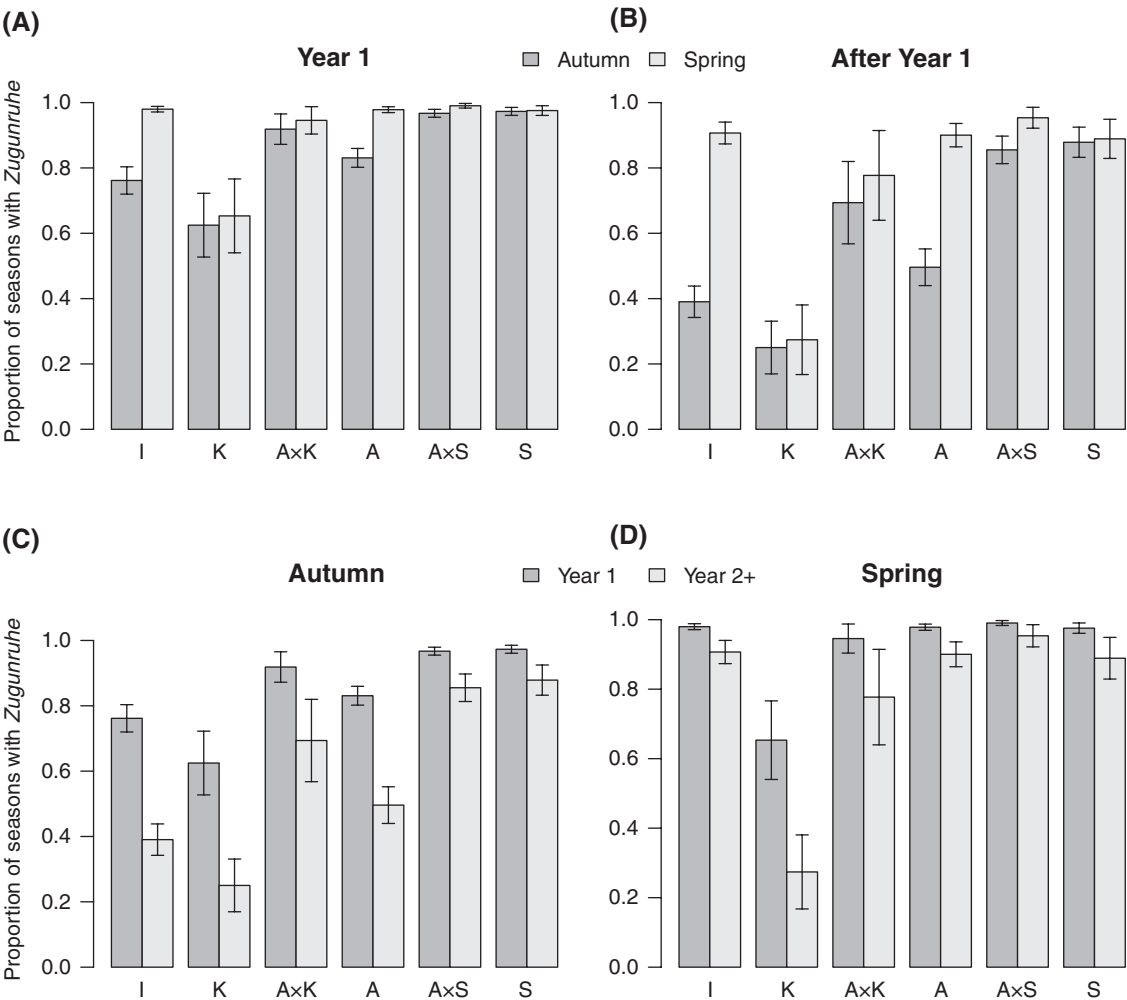 (A)
Year 1
Autumn Spring
(B)
After Year 1
Proportion of seasons with Zugunruhe
1.0
0.8
0.6
0.4
0.2
0.0
I K A×K A A×S S
1.0
0.8
0.6
0.4
0.2
0.0
I K A×K A A×S S
(C)
Autumn
Year 1 Year 2+
(D)
Spring
Proportion of seasons with Zugunruhe
1.0
0.8
0.6
0.4
0.2
0.0
I K A×K A A×S S
1.0
0.8
0.6
0.4
0.2
0.0
I K A×K A A×S S